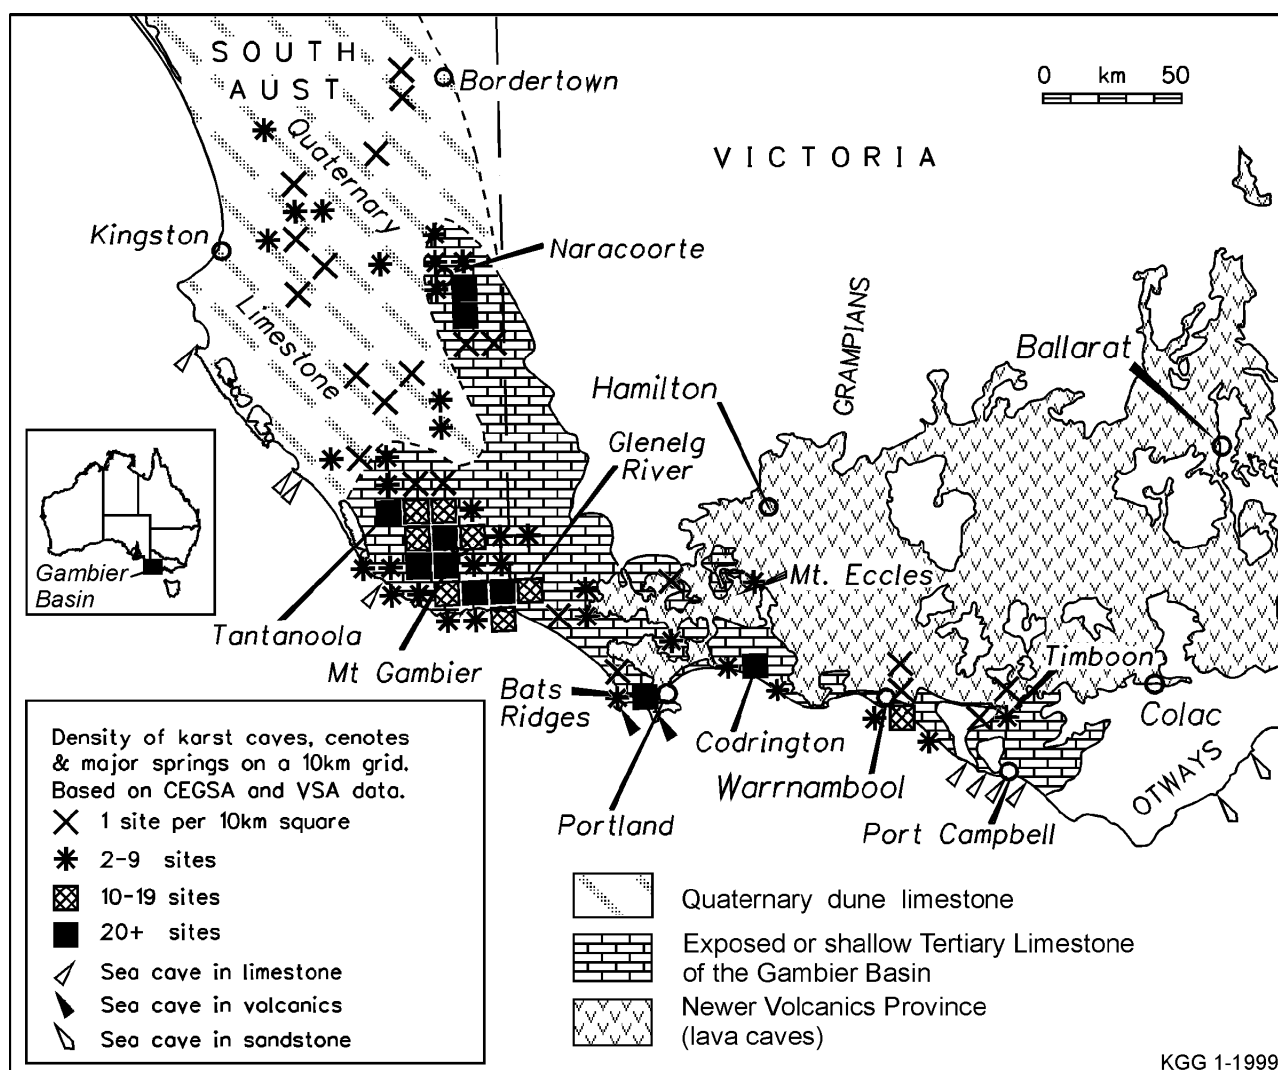 SOUTH
AUST
Bordertown
0 km 50
VICTORIA
Quaternary
Kingston
Naracoorte
Limestone
GRAMPIANS
Ballarat
Hamilton
Glenelg
River
Gambier
Basin
Mt. Eccles
Tantanoola
Mt Gambier
Timboon
Bats
Ridges
Codrington
Colac
Warrnambool
OTWAYS
Portland
Port Campbell
Density of karst caves, cenotes
& major springs on a 10km grid.
Based on CEGSA and VSA data.
1 site per 10km square
2-9 sites
10-19 sites
20+ sites
Sea cave in limestone
Sea cave in volcanics
Sea cave in sandstone
Quaternary dune limestone
Exposed or shallow Tertiary Limestone
of the Gambier Basin
Newer Volcanics Province
(lava caves)
KGG 1-1999